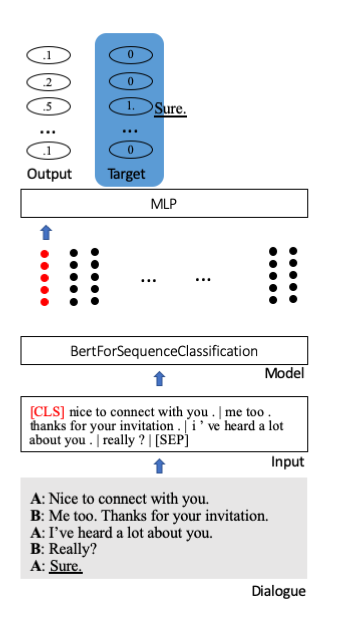 .1 0
.2 0
.5 1. Sure.
... ...
.1 0
Output Target
MLP
... ...
BertForSequenceClassification
Model
[CLS] nice to connect with you . | me too .
thanks for your invitation . | i ’ ve heard a lot
about you . | really ? | [SEP]
Input
A: Nice to connect with you.
B: Me too. Thanks for your invitation.
A: I’ve heard a lot about you.
B: Really?
A: Sure.
Dialogue